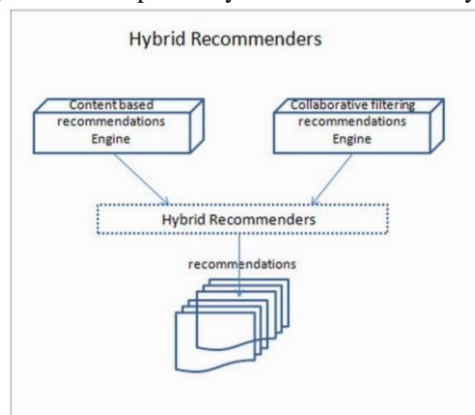 Hybrid Recommenders
Content based
recommendations
Engine
Collaborative filtering
recommendations
Engine
Hybrid Recommenders
recommendations